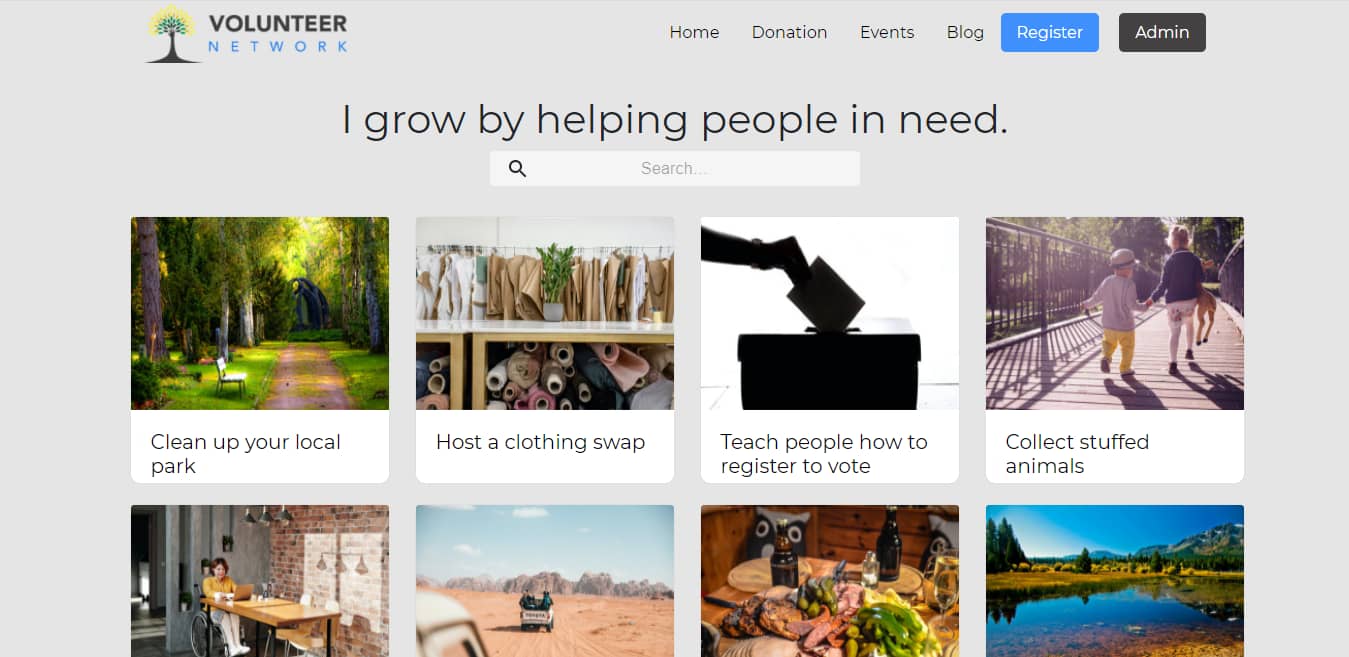 VOLUNTEER
NETWORK
Home Donation Events Blog Register Admin
I grow by helping people in need.
Search...
Clean up your local
park
Host a clothing swap
Teach people how to
register to vote
Collect stuffed
animals
TOYOTA